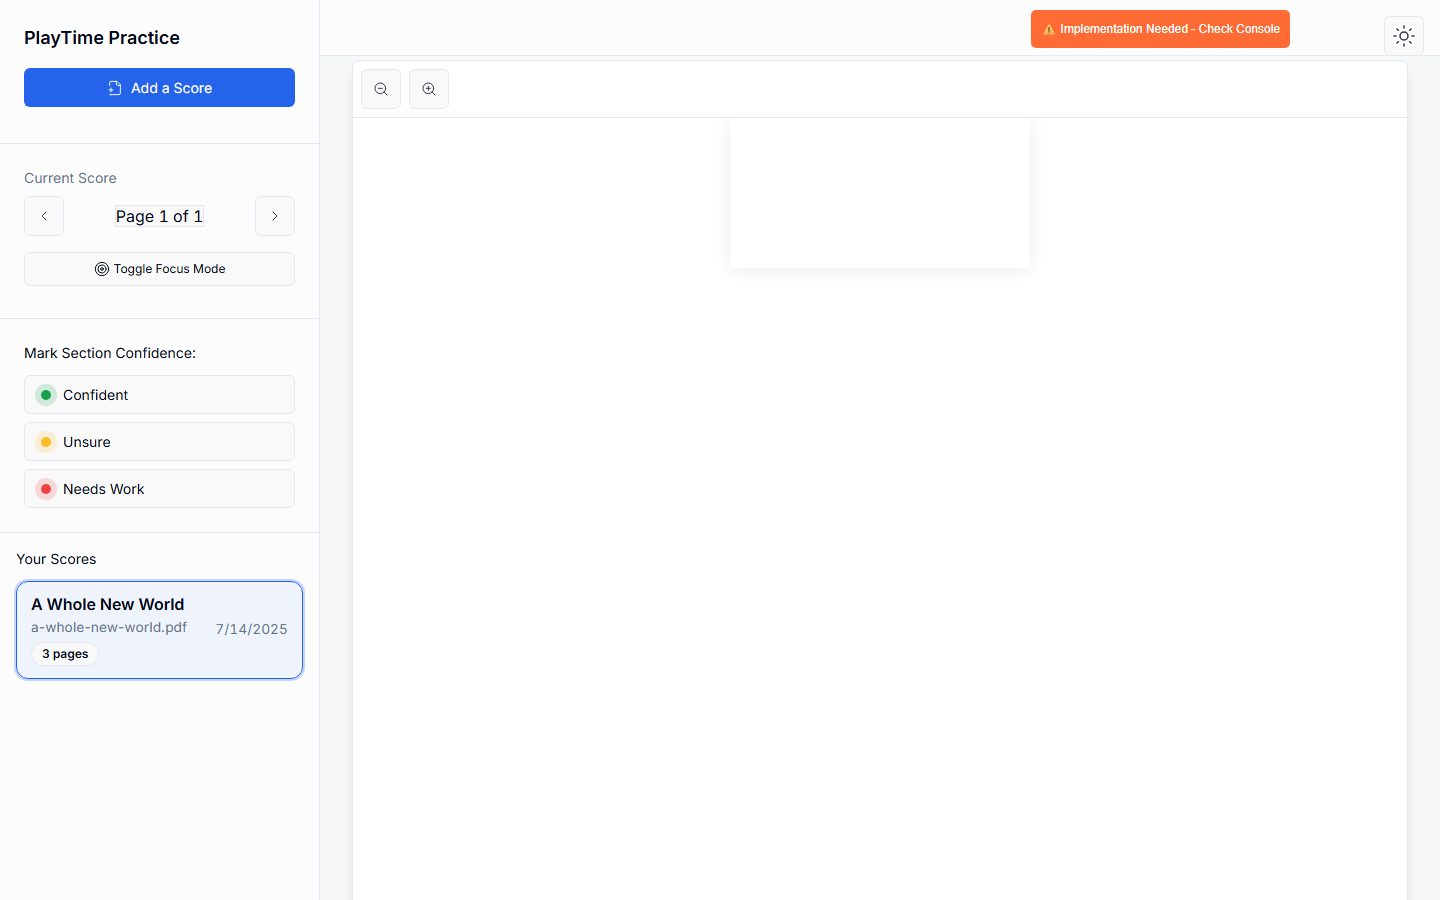 PlayTime Practice
Add a Score
Current Score
Page 1 of 1
Toggle Focus Mode
Mark Section Confidence:
Confident
Unsure
Needs Work
Your Scores
A Whole New World
a-whole-new-world.pdf
7/14/2025
3 pages
⚠️ Implementation Needed - Check Console